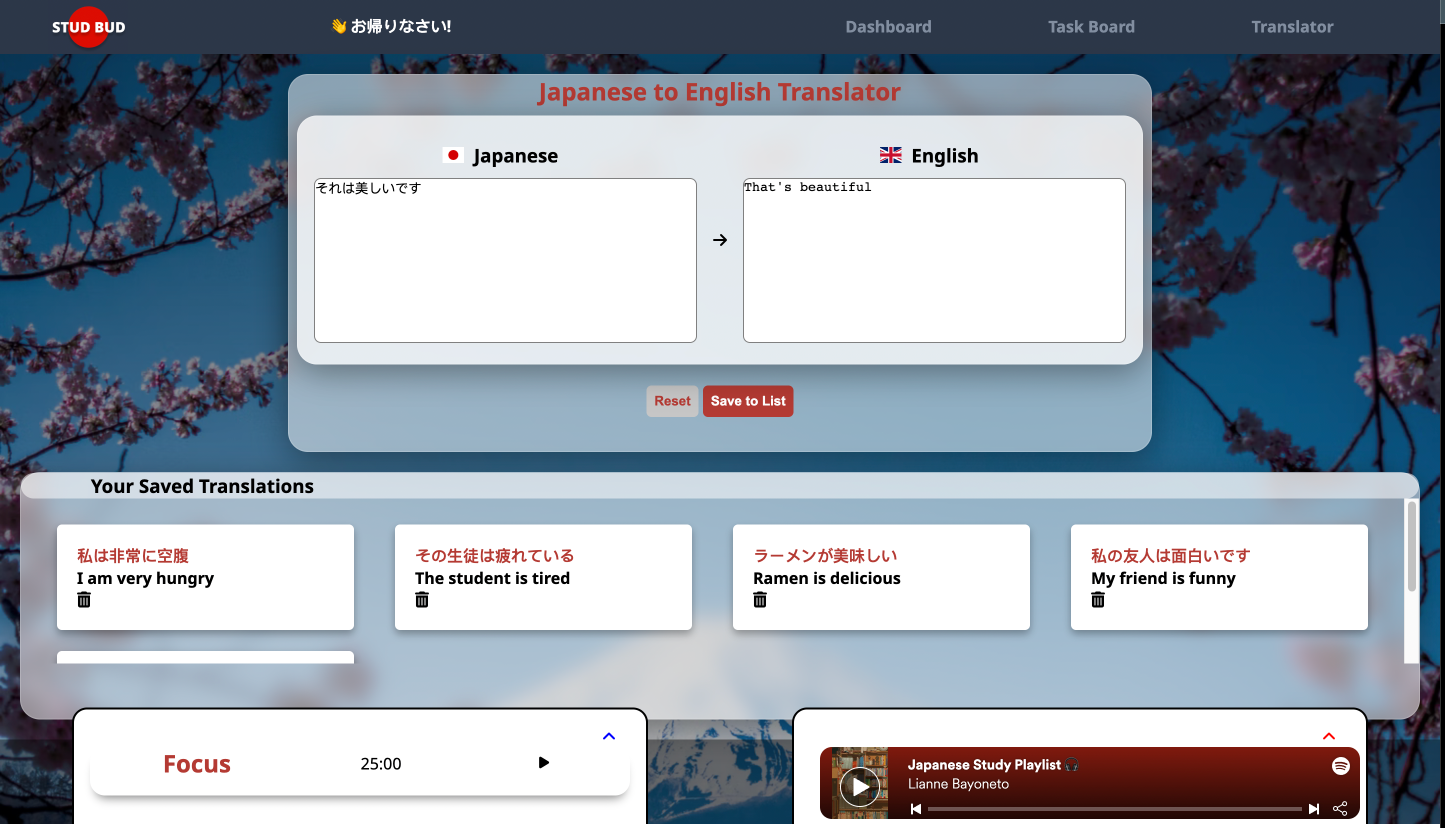 STUD BUD
👋 お帰りなさい!
Dashboard
Task Board
Translator
Japanese to English Translator
Japanese
English
それは美しいです
That's beautiful
Reset
Save to List
Your Saved Translations
私は非常に空腹
I am very hungry
その生徒は疲れている
The student is tired
ラーメンが美味しい
Ramen is delicious
私の友人は面白いです
My friend is funny
Focus
25:00
Japanese Study Playlist 🎧
Lianne Bayoneto